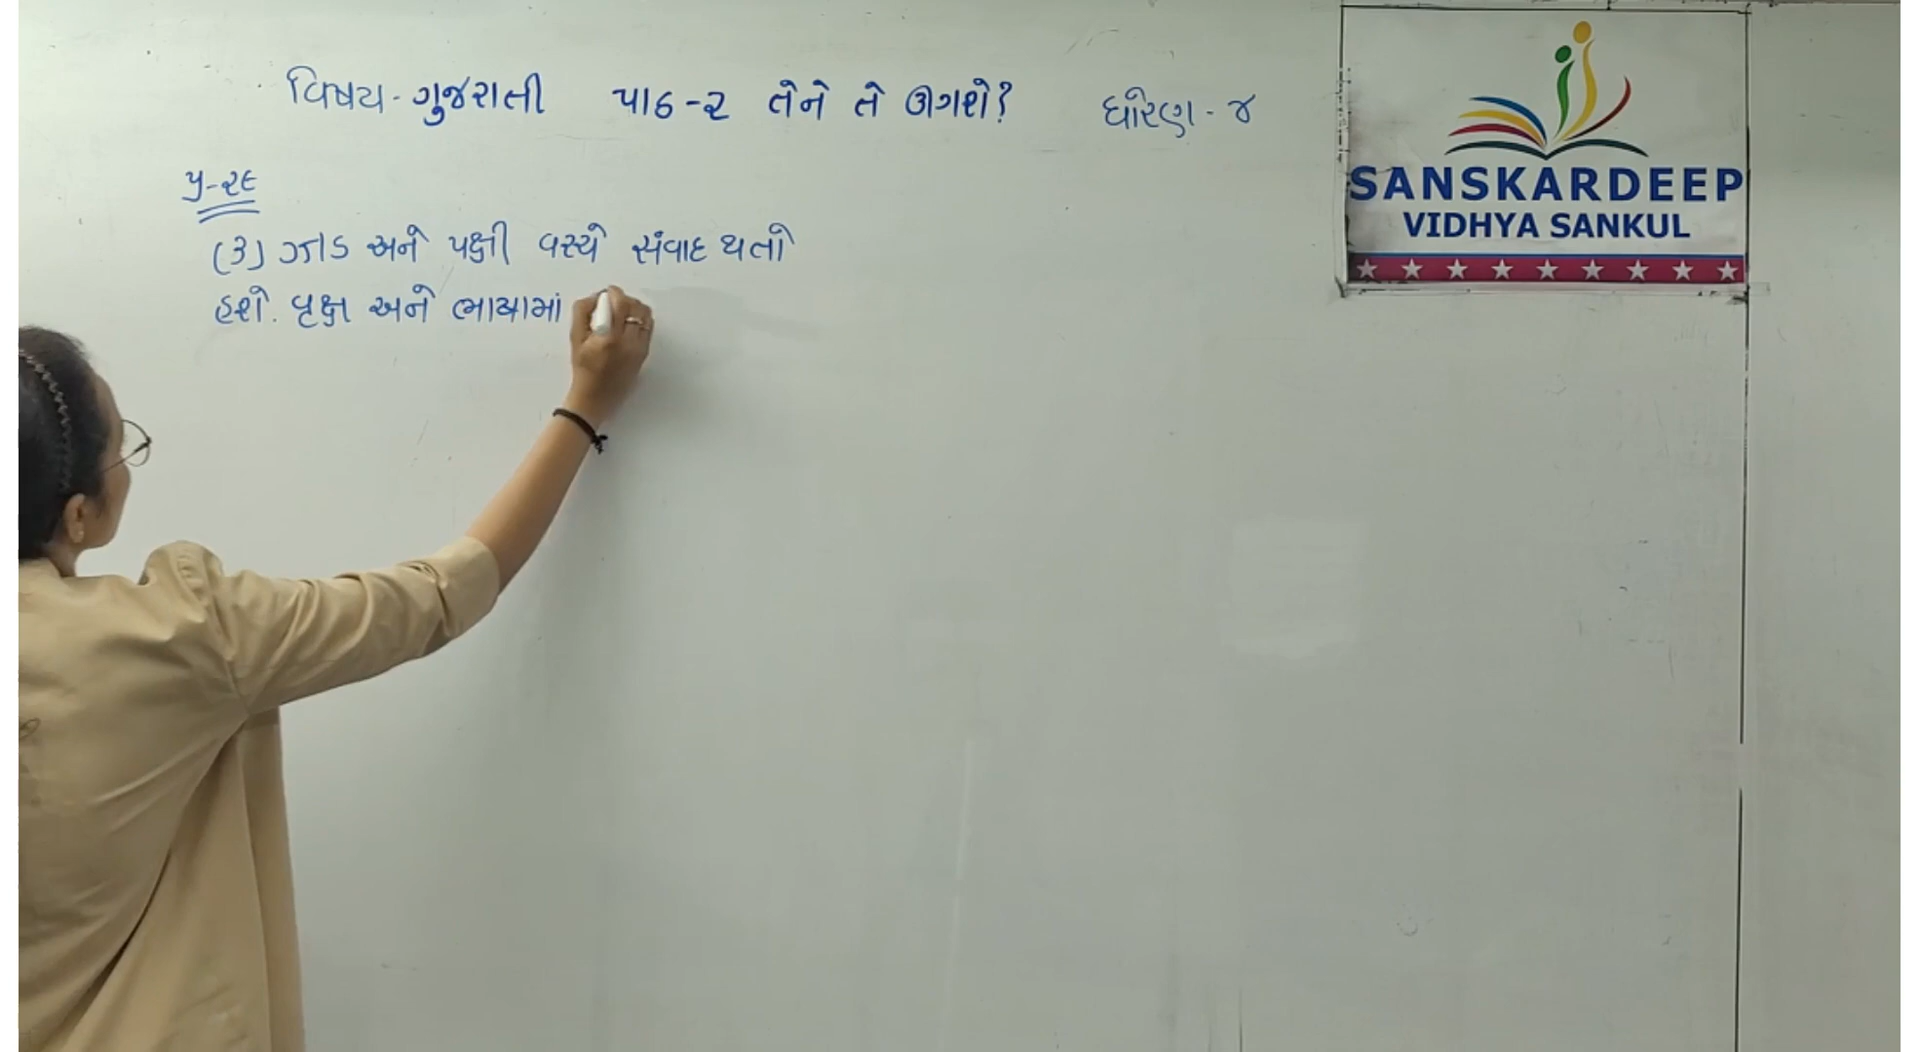 વિષય - ગુજરાતી પાઠ -૨ તેને તે ઊગશે? ધોરણ - ૪
SANSKARDEEP
VIDHYA SANKUL
પૃ-૨૯
(૩) ઝાડ અને પક્ષી વચ્ચે સંવાદ થતો
હશે. વૃક્ષ અને ભાષામાં